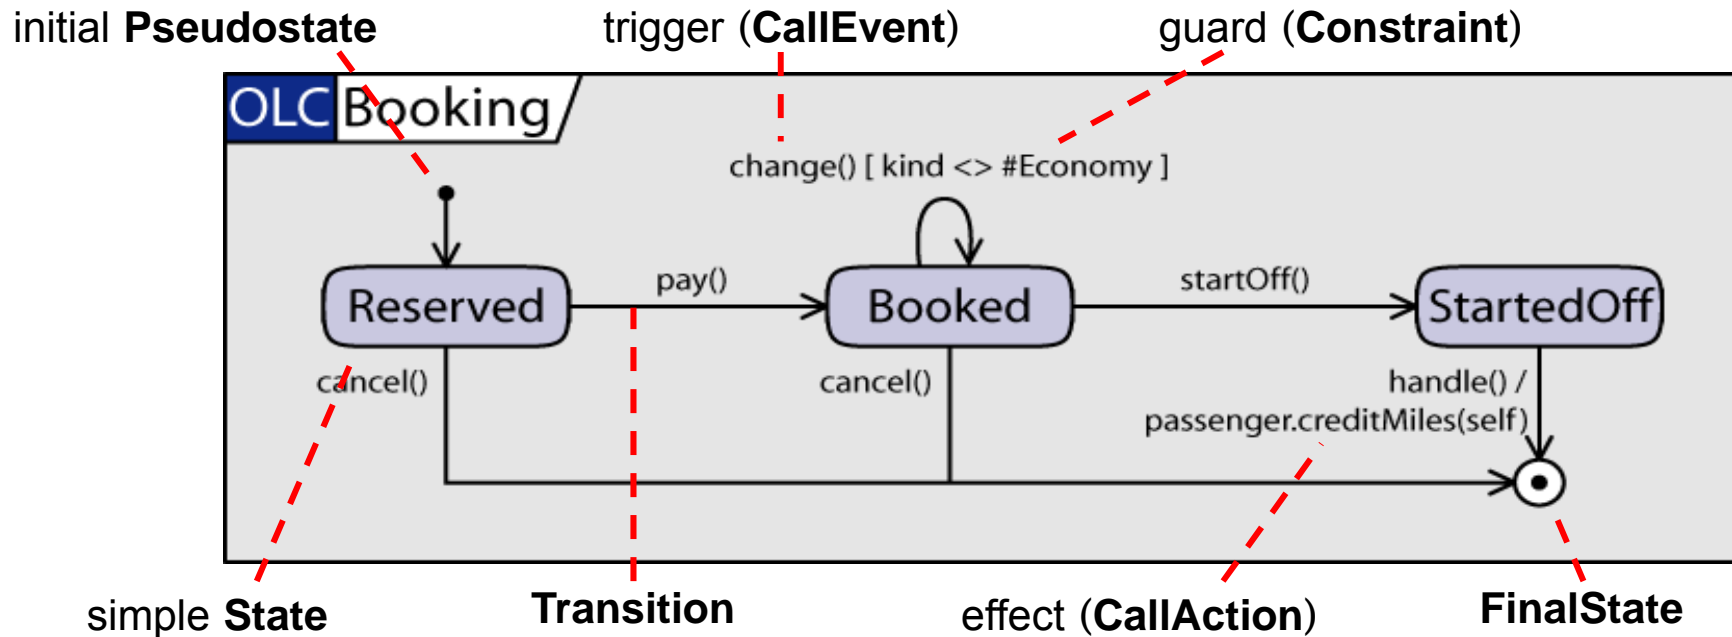 initial Pseudostate
trigger (CallEvent)
guard (Constraint)
OLC Booking
change() [ kind <> #Economy ]
Reserved
pay()
Booked
startOff()
StartedOff
cancel()
cancel()
handle() /
passenger.creditMiles(self)
simple State
Transition
effect (CallAction)
FinalState